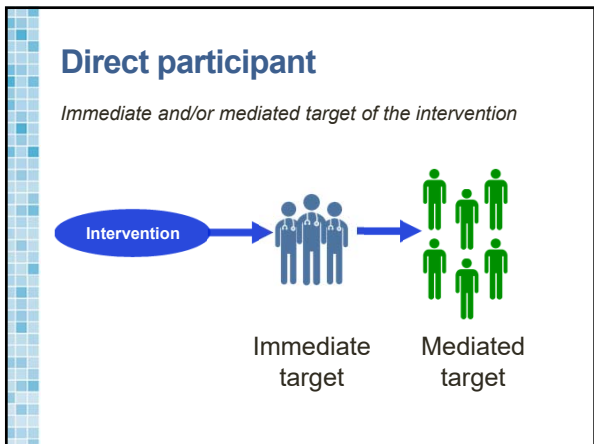 Direct participant
Immediate and/or mediated target of the intervention
Intervention
Immediate
target
Mediated
target